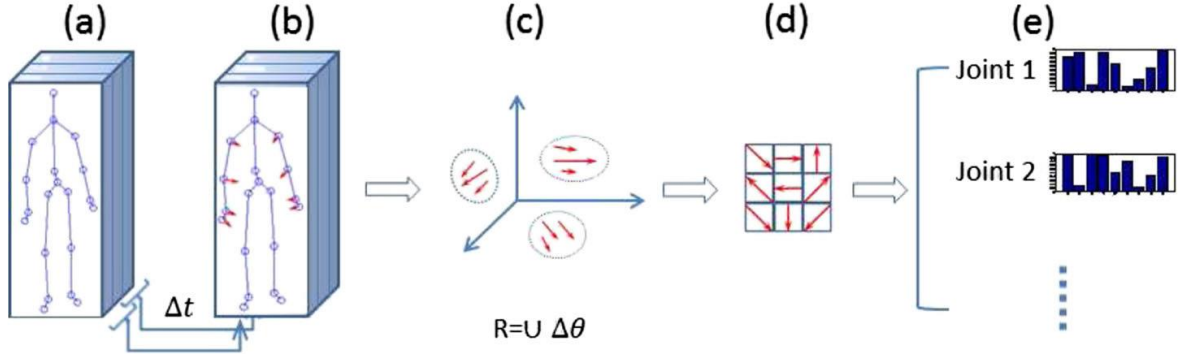 (a)
(b)
(c)
(d)
(e)
Joint 1
Joint 2
Δt
R=∪ Δθ